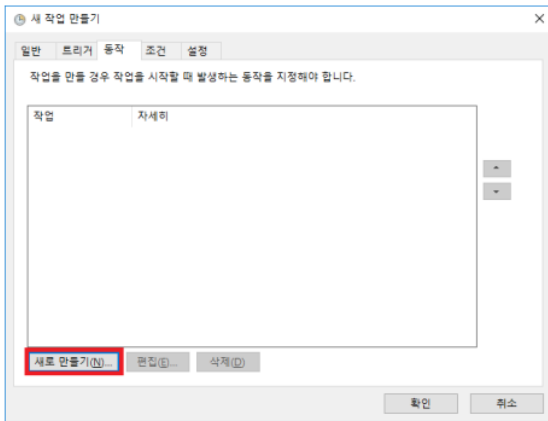 새 작업 만들기
일반 트리거 동작 조건 설정
작업을 만들 경우 작업을 시작할 때 발생하는 동작을 지정해야 합니다.
작업 자세히
새로 만들기(N)... 편집(E)... 삭제(D)
확인 취소